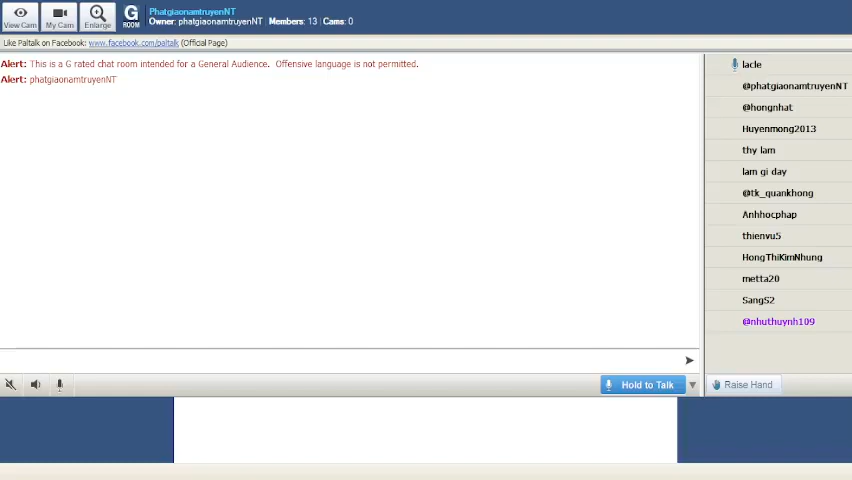 View Cam
My Cam
Enlarge
G
ROOM
PhatgiaonamtruyenNT
Owner: phatgiaonamtruyenNT Members: 13 | Cams: 0
Like Paltalk on Facebook: www.facebook.com/paltalk (Official Page)
Alert: This is a G rated chat room intended for a General Audience. Offensive language is not permitted.
Alert: phatgiaonamtruyenNT
lacle
@phatgiaonamtruyenNT
@hongnhat
Huyenmong2013
thy lam
lam gi day
@tk_quankhong
Anhhocphap
thienvu5
HongThiKimNhung
metta20
SangS2
@nhuthuynh109
Hold to Talk
Raise Hand